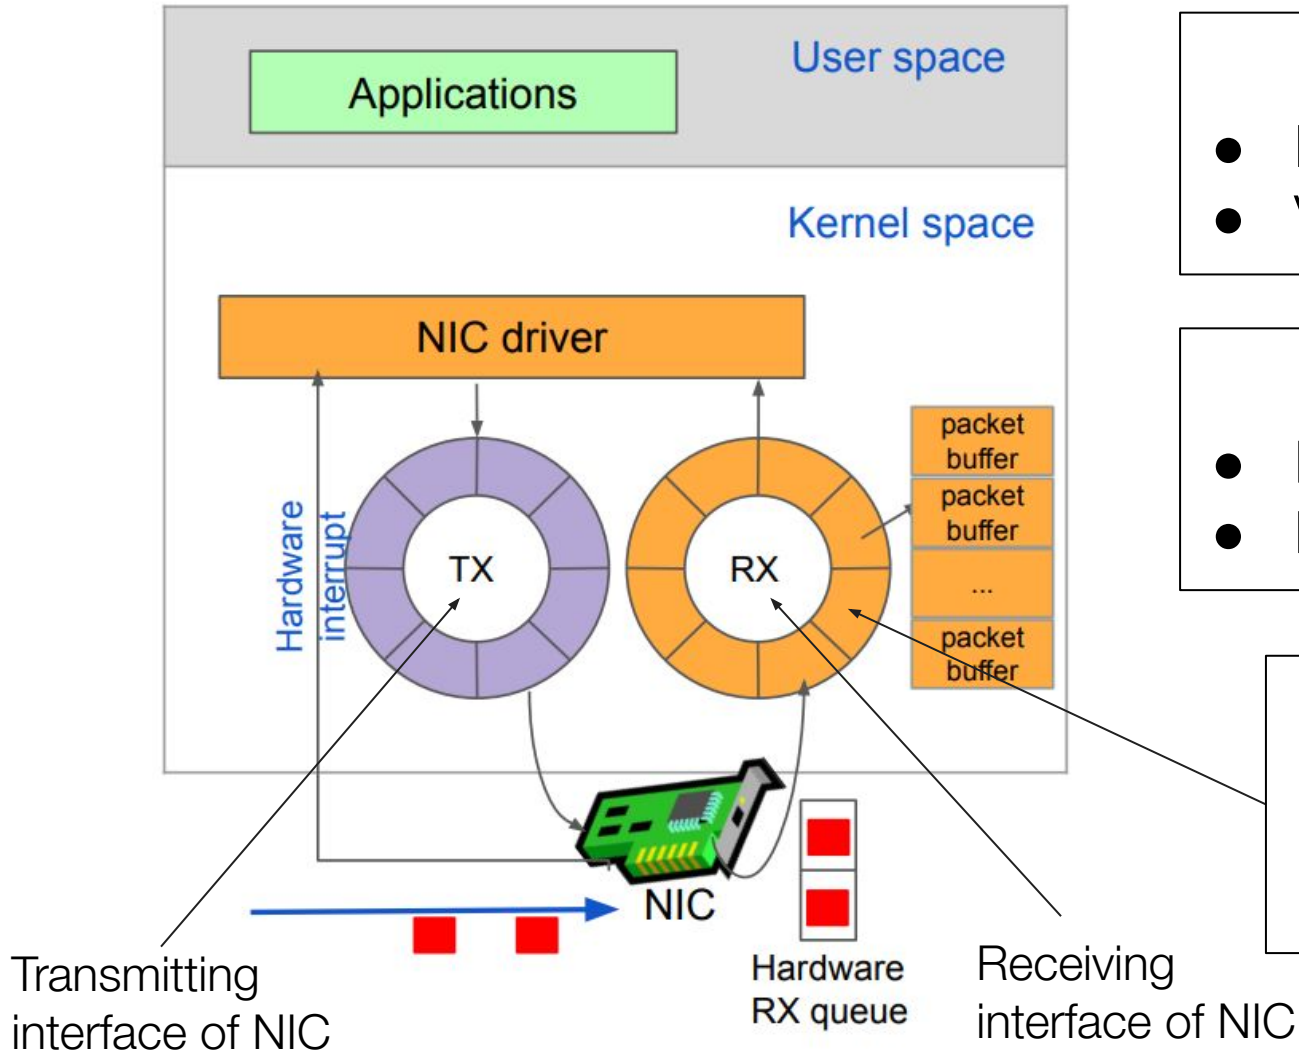 User space
Applications
Kernel space
NIC driver
packet
buffer
packet
buffer
...
packet
buffer
Hardware
interrupt
TX
RX
NIC
Hardware
RX queue
Transmitting
interface of NIC
Receiving
interface of NIC